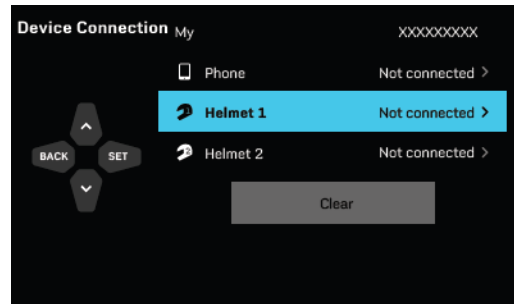 Device Connection My XXXXXXXXX
Phone Not connected >
Helmet 1 Not connected >
BACK SET Helmet 2 Not connected >
Clear